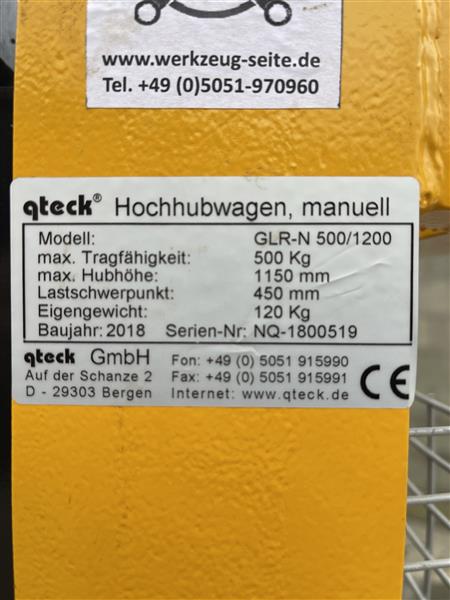 www.werkzeug-seite.de
Tel. +49 (0)5051-970960
qteck® Hochhubwagen, manuell
Modell: GLR-N 500/1200
max. Tragfähigkeit: 500 Kg
max. Hubhöhe: 1150 mm
Lastschwerpunkt: 450 mm
Eigengewicht: 120 Kg
Baujahr: 2018 Serien-Nr: NQ-1800519
qteck GmbH Fon: +49 (0) 5051 915990
Auf der Schanze 2 Fax: +49 (0) 5051 915991
D - 29303 Bergen Internet: www.qteck.de
CE